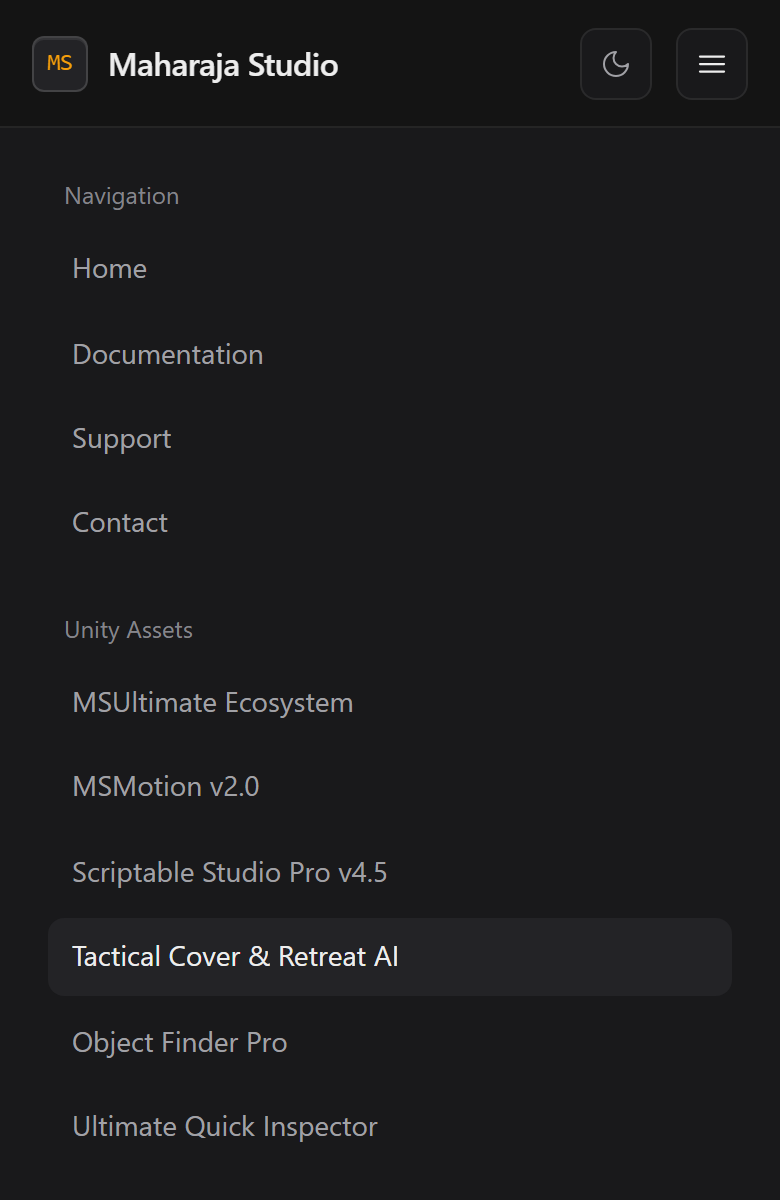 MS
Maharaja Studio
Navigation
Home
Documentation
Support
Contact
Unity Assets
MSUltimate Ecosystem
MSMotion v2.0
Scriptable Studio Pro v4.5
Tactical Cover & Retreat AI
Object Finder Pro
Ultimate Quick Inspector